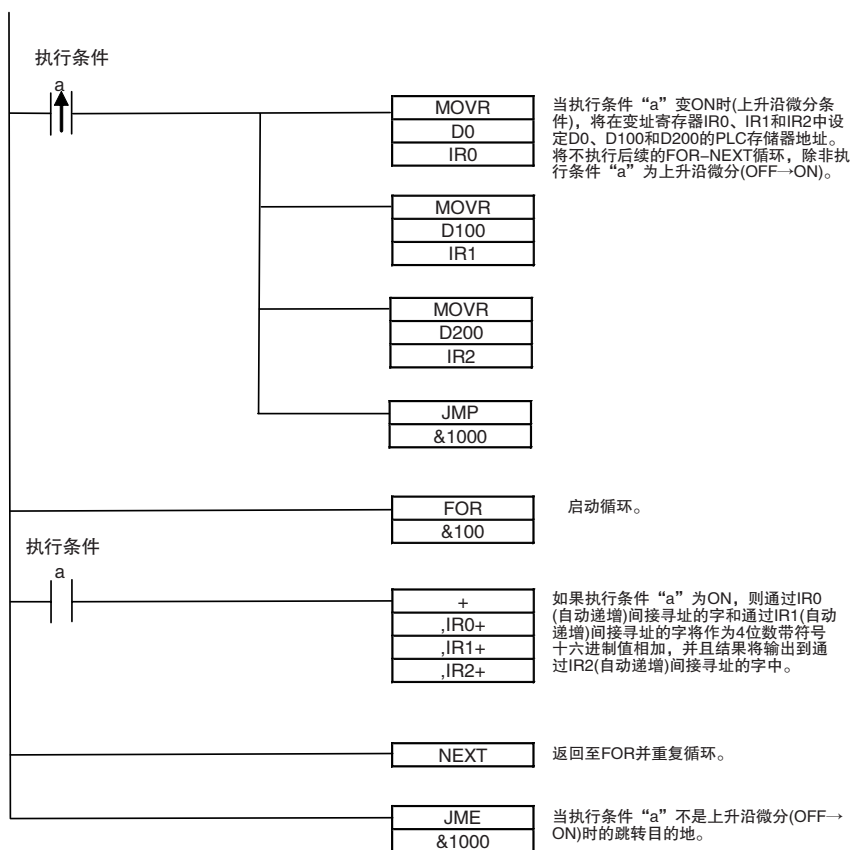 执行条件
a
MOVR
D0
IR0
当执行条件“a”变ON时(上升沿微分条
件)，将在变址寄存器IR0、IR1和IR2中设
定D0、D100和D200的PLC存储器地址。
将不执行后续的FOR–NEXT循环，除非执
行条件“a”为上升沿微分(OFF→ON)。
MOVR
D100
IR1
MOVR
D200
IR2
JMP
&1000
FOR
&100
启动循环。
执行条件
a
+
,IR0+
,IR1+
,IR2+
如果执行条件“a”为ON，则通过IR0
(自动递增)间接寻址的字和通过IR1(自动
递增)间接寻址的字将作为4位数带符号
十六进制值相加，并且结果将输出到通
过IR2(自动递增)间接寻址的字中。
NEXT
返回至FOR并重复循环。
JME
&1000
当执行条件“a”不是上升沿微分(OFF→
ON)时的跳转目的地。